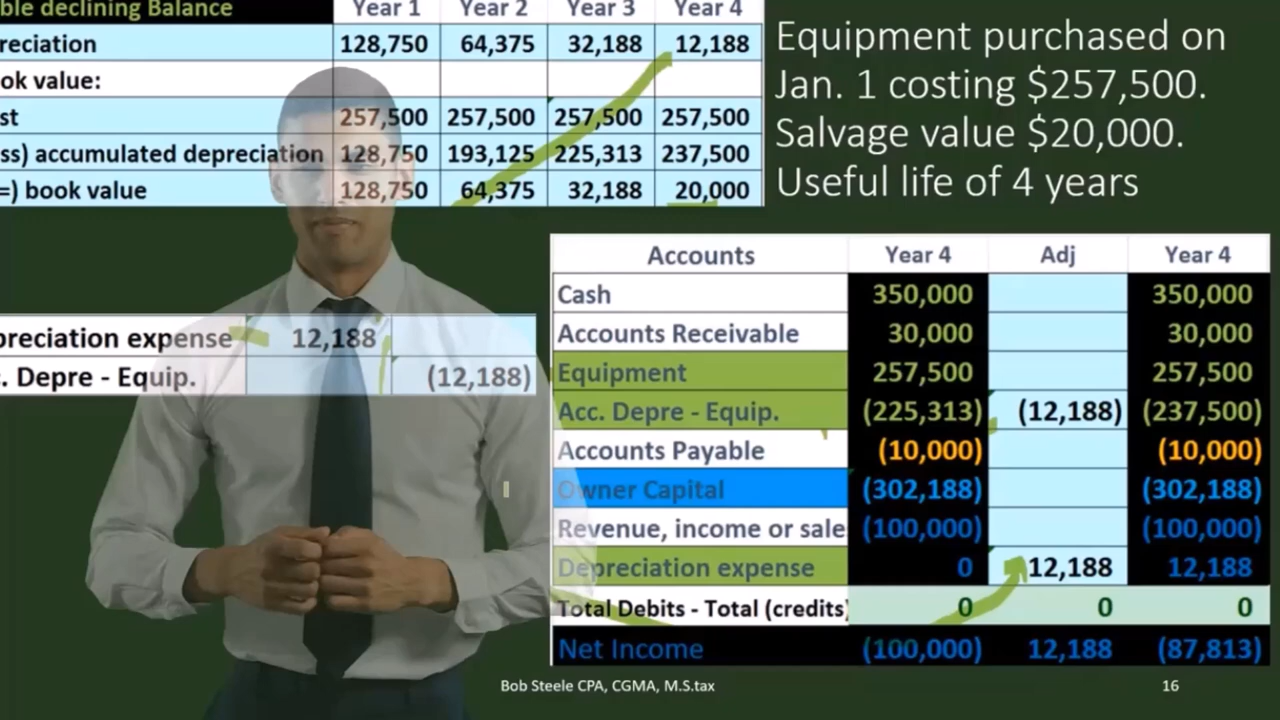 ble declining Balance Year 1 Year 2 Year 3 Year 4
reciation 128,750 64,375 32,188 12,188
ok value:
st 257,500 257,500 257,500 257,500
ss) accumulated depreciation 128,750 193,125 225,313 237,500
=) book value 128,750 64,375 32,188 20,000
Equipment purchased on
Jan. 1 costing $257,500.
Salvage value $20,000.
Useful life of 4 years
preciation expense 12,188
. Depre - Equip. (12,188)
Accounts Year 4 Adj Year 4
Cash 350,000 350,000
Accounts Receivable 30,000 30,000
Equipment 257,500 257,500
Acc. Depre - Equip. (225,313) (12,188) (237,500)
Accounts Payable (10,000) (10,000)
Owner Capital (302,188) (302,188)
Revenue, income or sale (100,000) (100,000)
Depreciation expense 0 12,188 12,188
Total Debits - Total (credits) 0 0 0
Net Income (100,000) 12,188 (87,813)
Bob Steele CPA, CGMA, M.S.tax 16